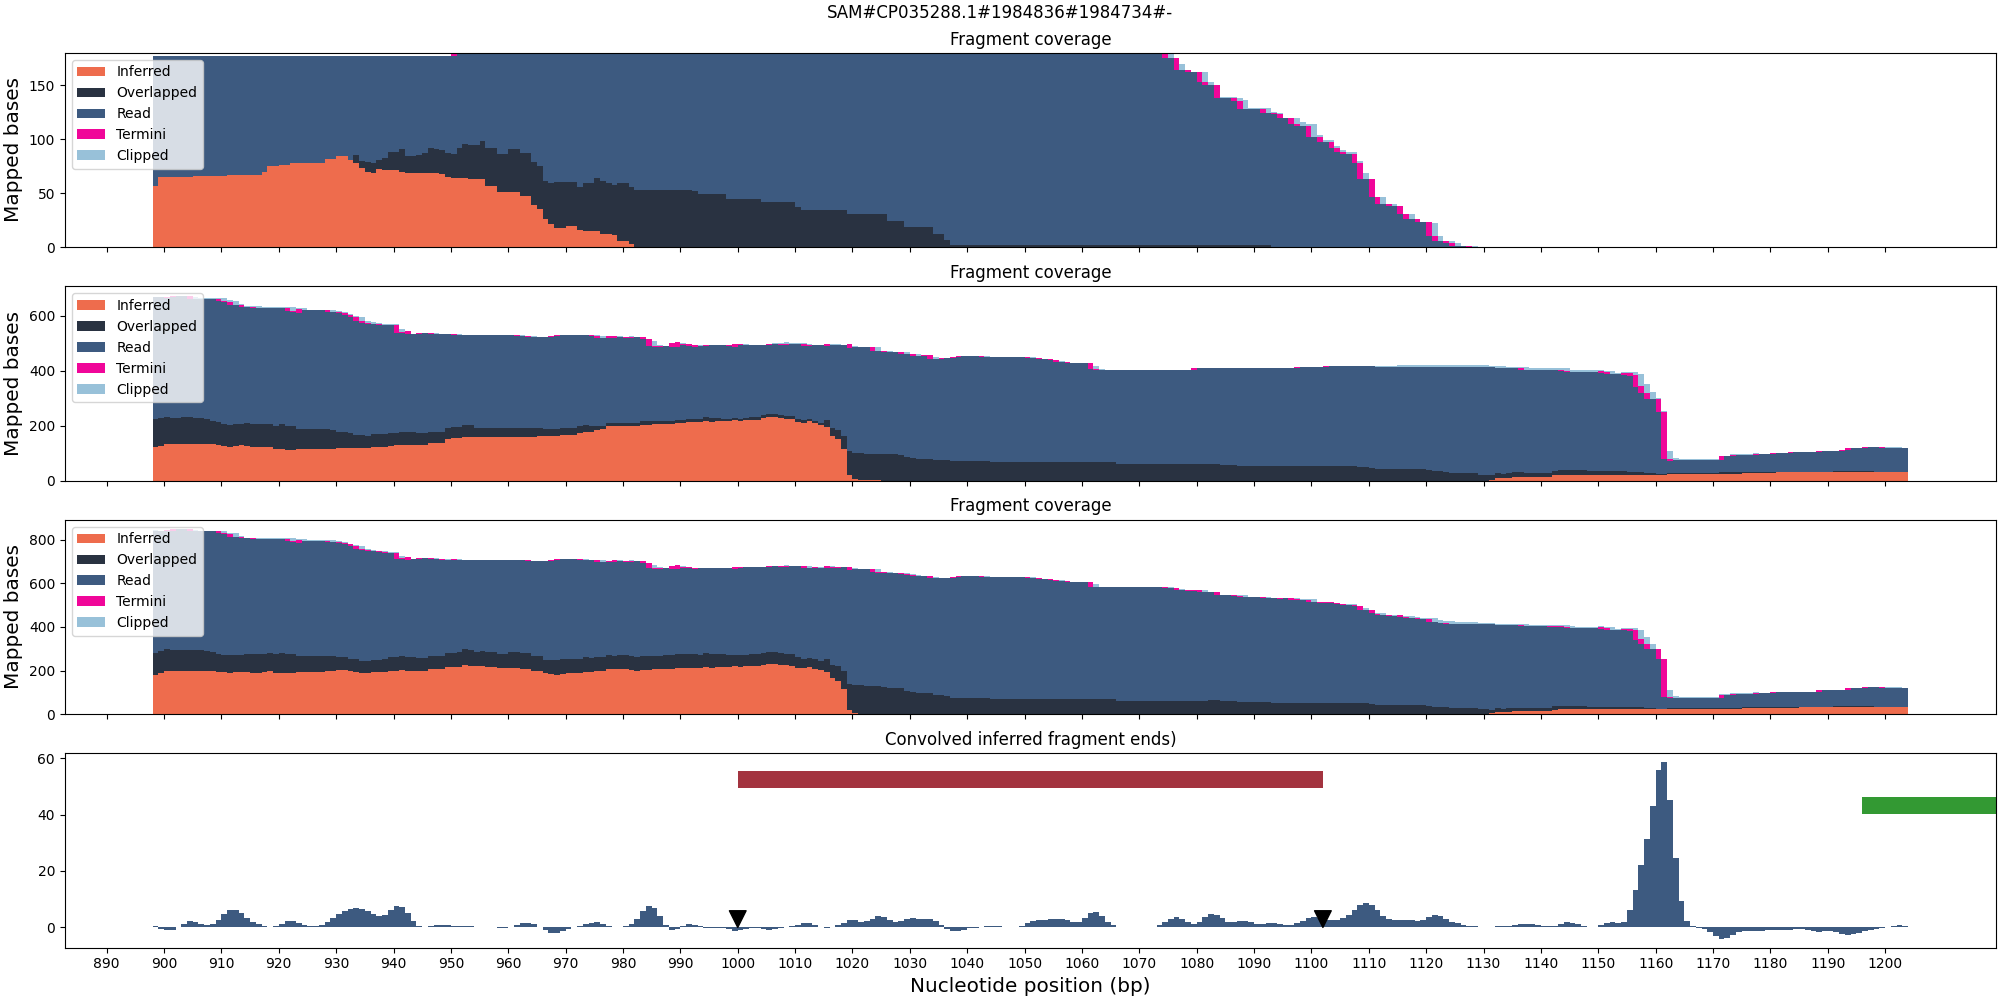 SAM#CP035288.1#1984836#1984734#-
Fragment coverage
Mapped bases
150
100
50
0
Inferred
Overlapped
Read
Termini
Clipped
Fragment coverage
Mapped bases
600
400
200
0
Inferred
Overlapped
Read
Termini
Clipped
Fragment coverage
Mapped bases
800
600
400
200
0
Inferred
Overlapped
Read
Termini
Clipped
Convolved inferred fragment ends)
60
40
20
0
890 900 910 920 930 940 950 960 970 980 990 1000 1010 1020 1030 1040 1050 1060 1070 1080 1090 1100 1110 1120 1130 1140 1150 1160 1170 1180 1190 1200
Nucleotide position (bp)